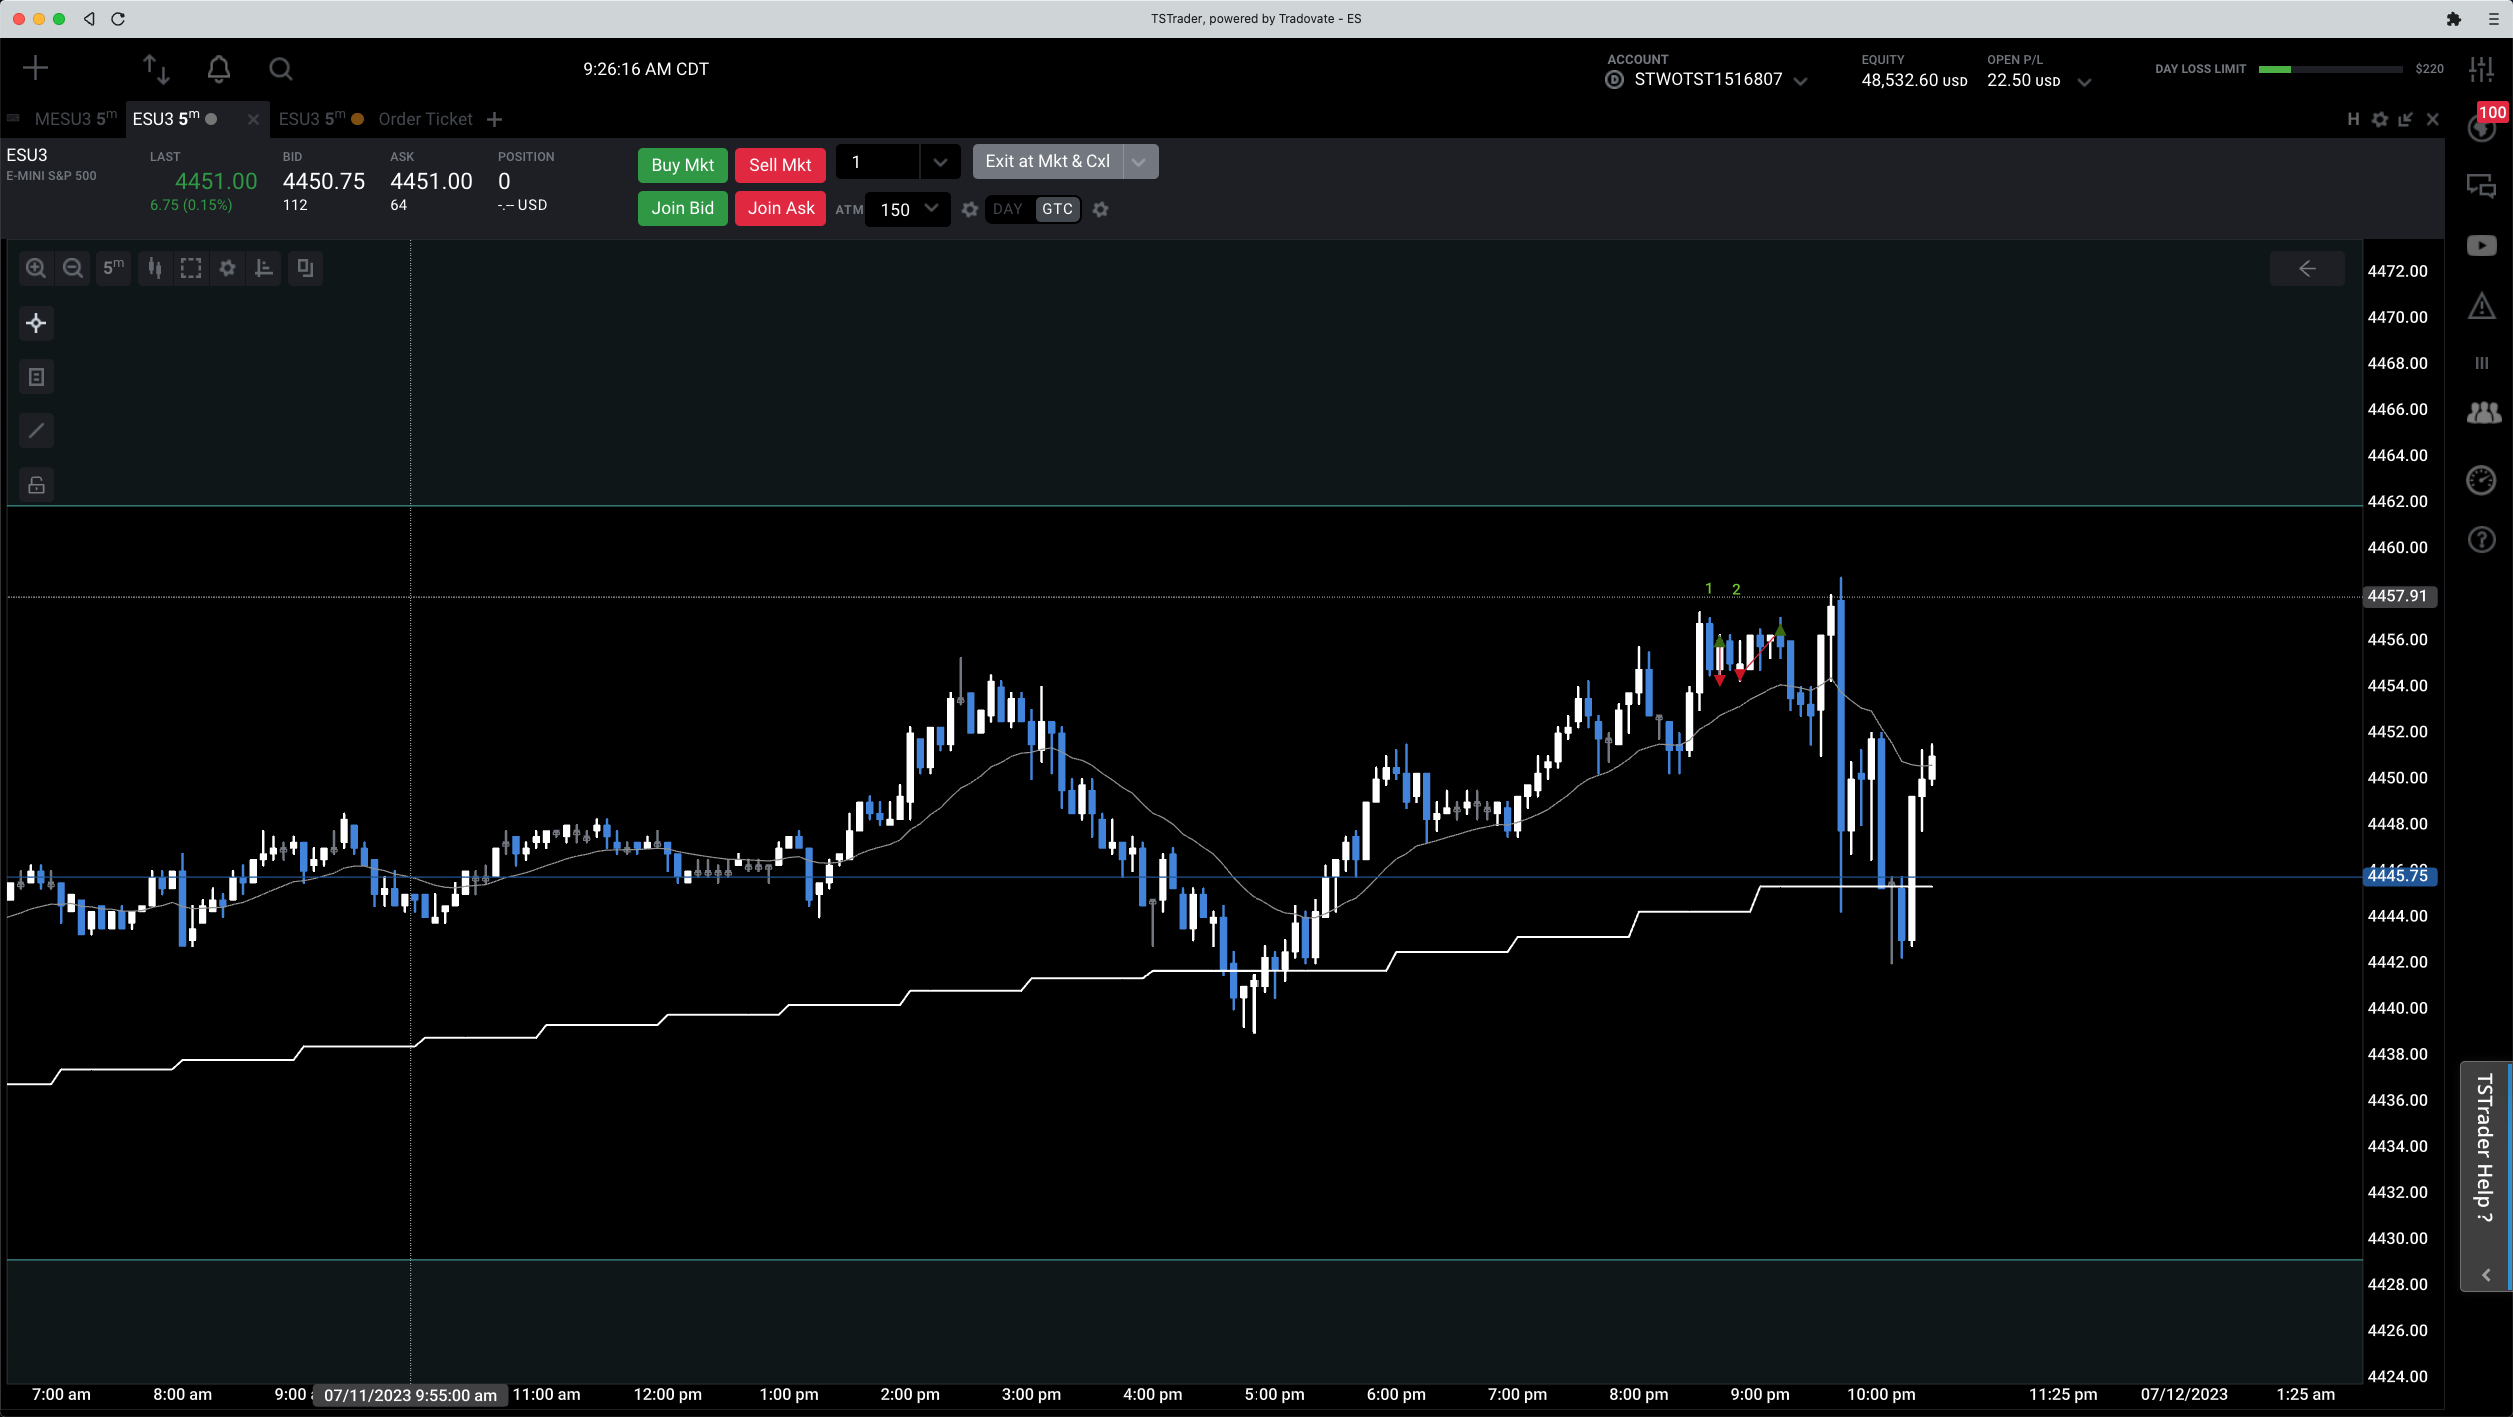 TSTrader, powered by Tradovate - ES
9:26:16 AM CDT
ACCOUNT
STWOTST1516807
EQUITY
48,532.60 USD
OPEN P/L
22.50 USD
DAY LOSS LIMIT
$220
MESU3 5m
ESU3 5m
ESU3 5m
Order Ticket
H
100
ESU3
E-MINI S&P 500
LAST
4451.00
6.75 (0.15%)
BID
4450.75
112
ASK
4451.00
64
POSITION
0
-.-- USD
Buy Mkt
Sell Mkt
1
Exit at Mkt & Cxl
Join Bid
Join Ask
ATM
150
DAY
GTC
5m
1
2
4472.00
4470.00
4468.00
4466.00
4464.00
4462.00
4460.00
4457.91
4456.00
4454.00
4452.00
4450.00
4448.00
4445.75
4444.00
4442.00
4440.00
4438.00
4436.00
4434.00
4432.00
4430.00
4428.00
4426.00
4424.00
7:00 am
8:00 am
9:00
07/11/2023 9:55:00 am
11:00 am
12:00 pm
1:00 pm
2:00 pm
3:00 pm
4:00 pm
5:00 pm
6:00 pm
7:00 pm
8:00 pm
9:00 pm
10:00 pm
11:25 pm
07/12/2023
1:25 am
TSTrader Help ?